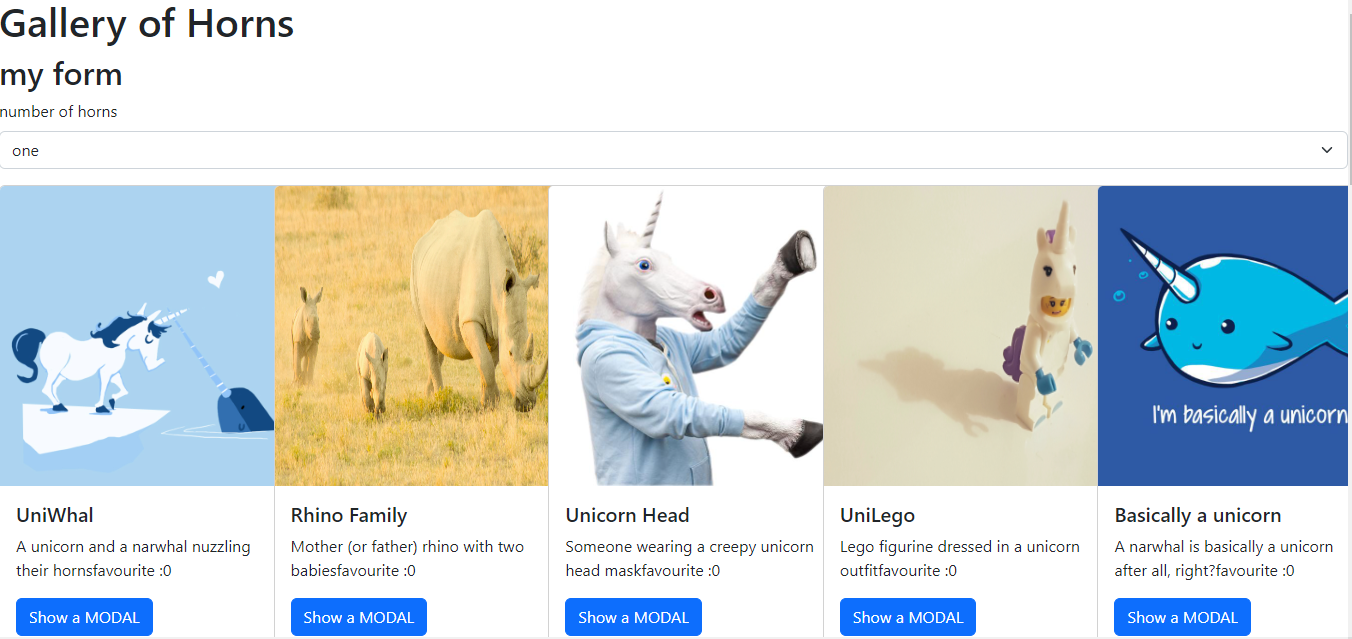 Gallery of Horns
my form
number of horns
one
I'm basically a unicorn
UniWhal
A unicorn and a narwhal nuzzling
their hornsfavourite :0
Show a MODAL
Rhino Family
Mother (or father) rhino with two
babiesfavourite :0
Show a MODAL
Unicorn Head
Someone wearing a creepy unicorn
head maskfavourite :0
Show a MODAL
UniLego
Lego figurine dressed in a unicorn
outfitfavourite :0
Show a MODAL
Basically a unicorn
A narwhal is basically a unicorn
after all, right?favourite :0
Show a MODAL